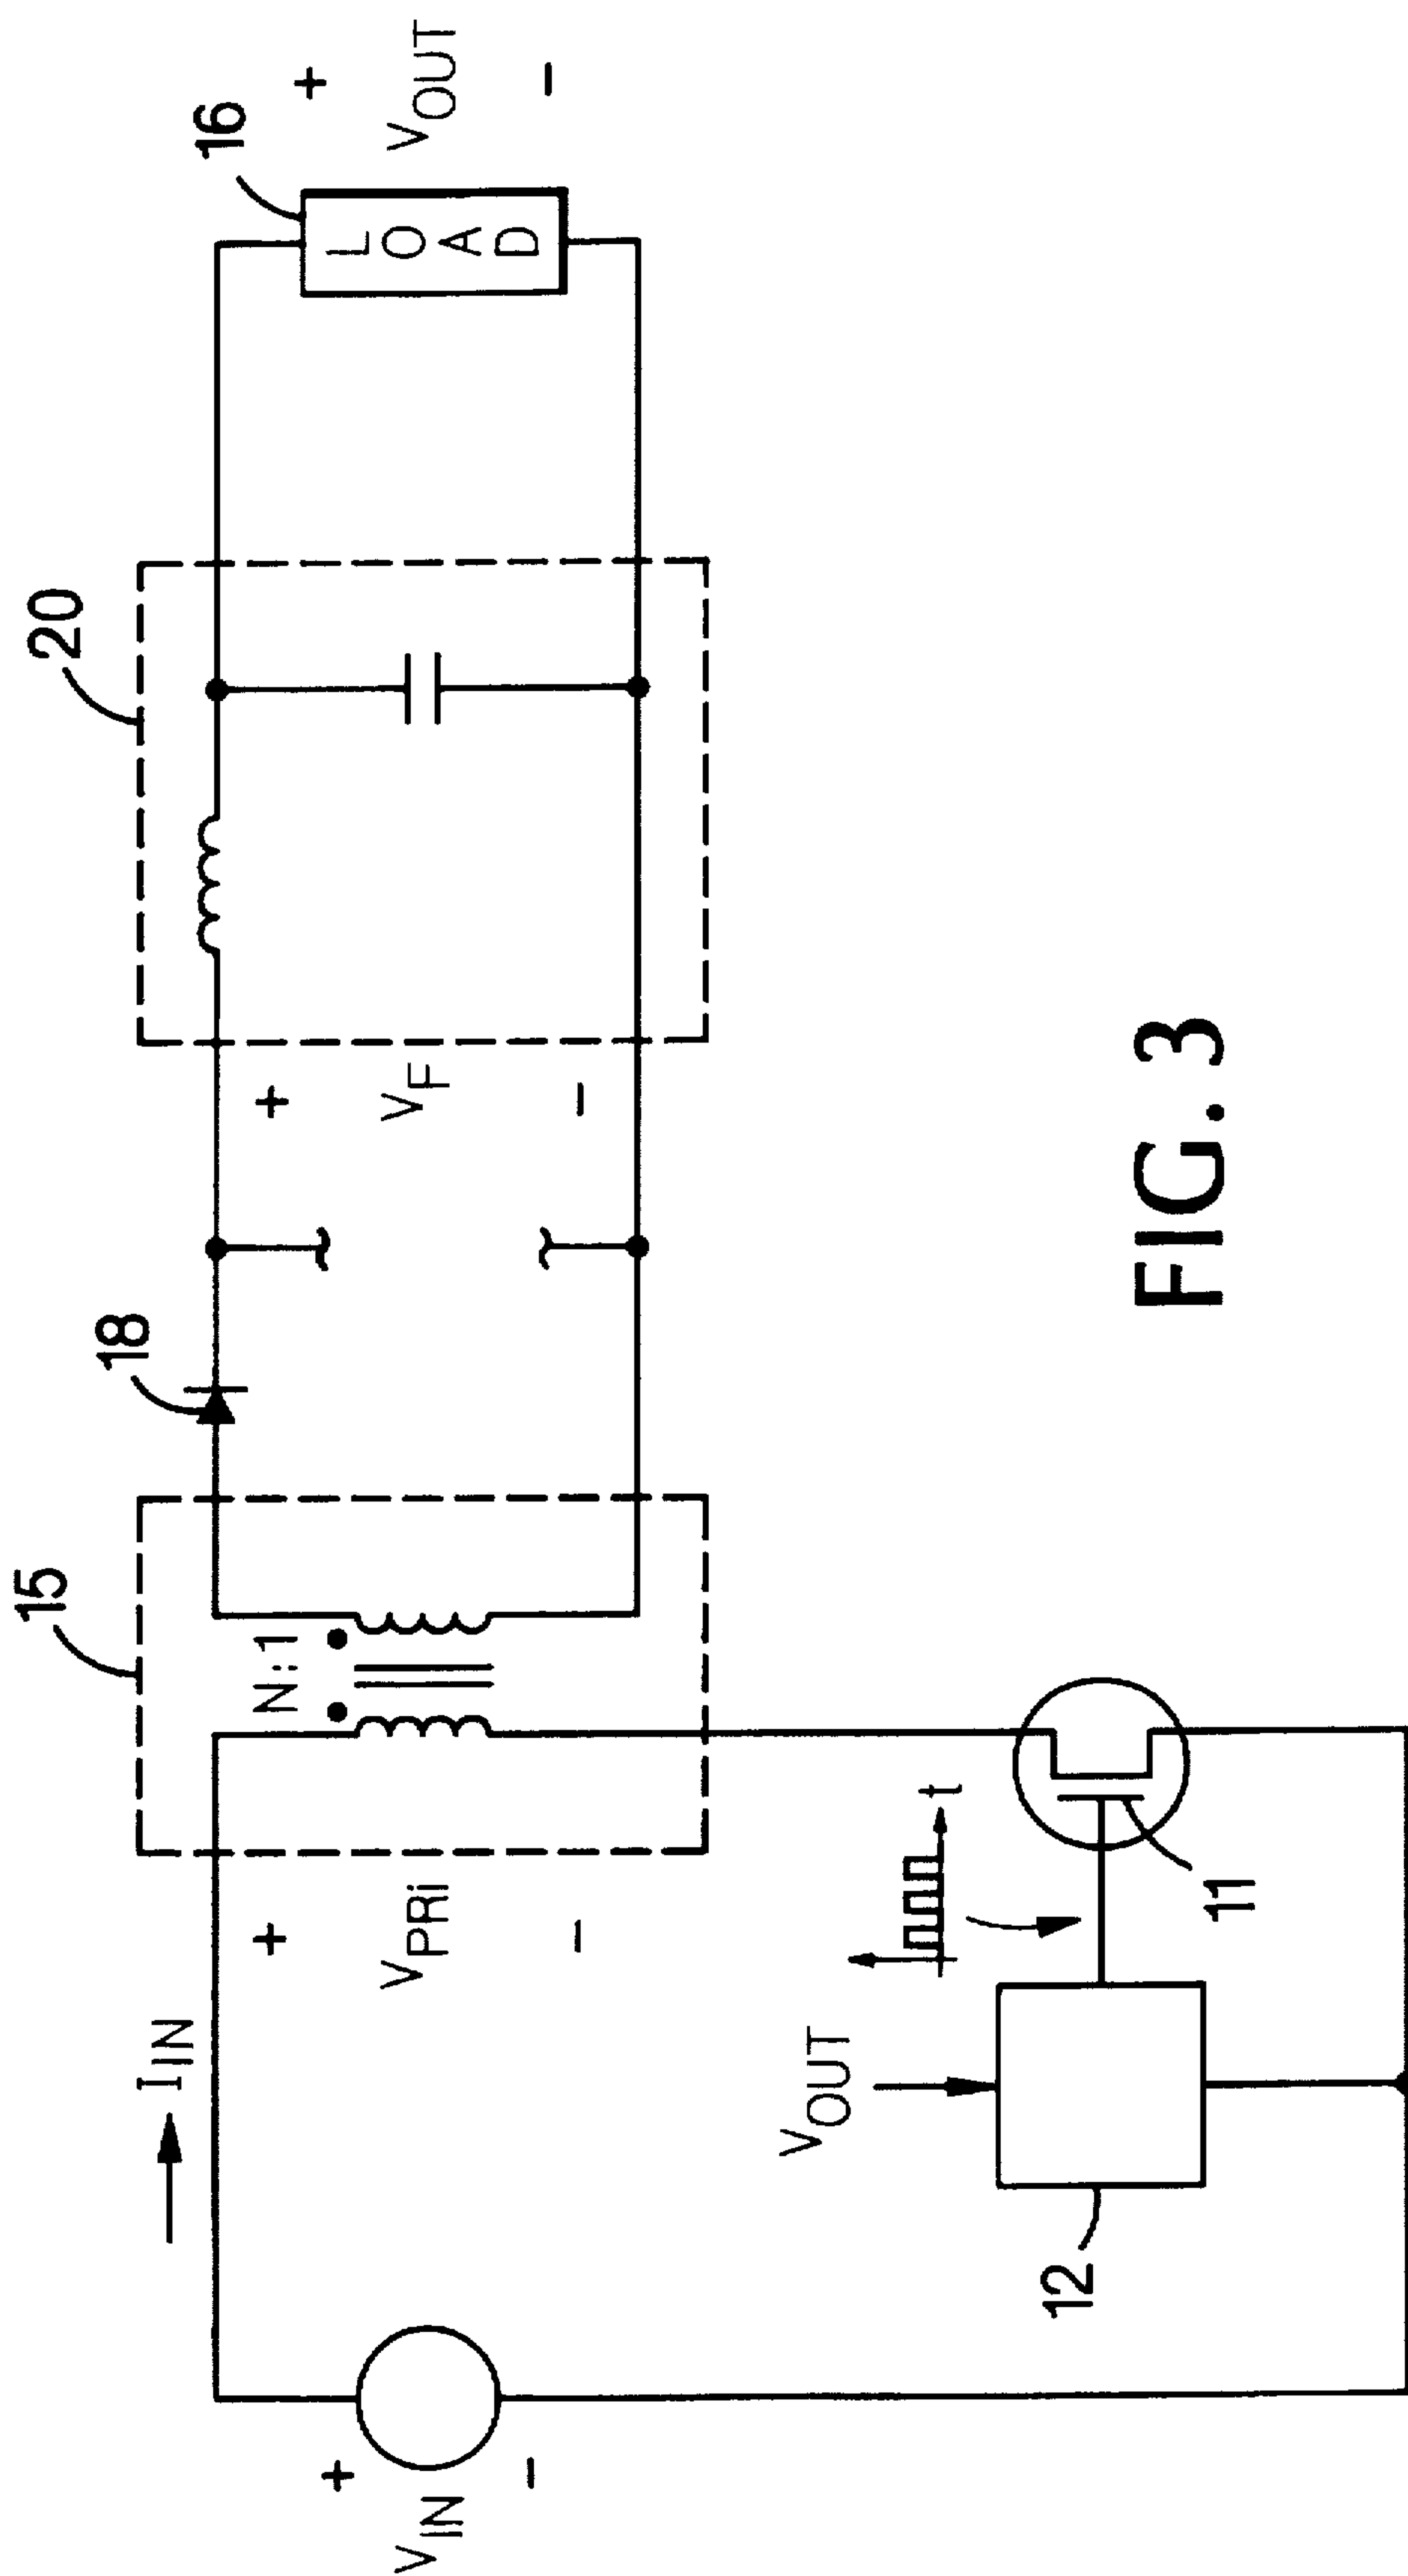 15
18
20
16
I_IN
N:1
+
V_IN
-
+
V_PRi
-
+
V_F
-
LOAD
+
V_OUT
-
V_OUT
t
12
11
FIG. 3